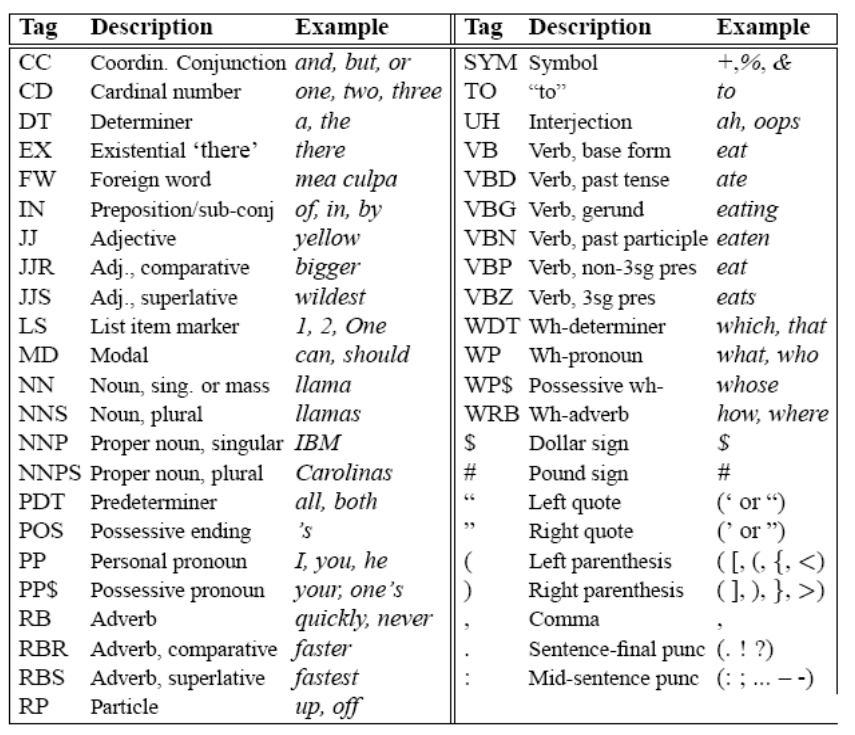 Tag Description Example Tag Description Example
CC Coordin. Conjunction and, but, or SYM Symbol +,%, &
CD Cardinal number one, two, three TO “to” to
DT Determiner a, the UH Interjection ah, oops
EX Existential ‘there’ there VB Verb, base form eat
FW Foreign word mea culpa VBD Verb, past tense ate
IN Preposition/sub-conj of, in, by VBG Verb, gerund eating
JJ Adjective yellow VBN Verb, past participle eaten
JJR Adj., comparative bigger VBP Verb, non-3sg pres eat
JJS Adj., superlative wildest VBZ Verb, 3sg pres eats
LS List item marker 1, 2, One WDT Wh-determiner which, that
MD Modal can, should WP Wh-pronoun what, who
NN Noun, sing. or mass llama WP$ Possessive wh- whose
NNS Noun, plural llamas WRB Wh-adverb how, where
NNP Proper noun, singular IBM $ Dollar sign $
NNPS Proper noun, plural Carolinas # Pound sign #
PDT Predeterminer all, both “ Left quote (‘ or “)
POS Possessive ending 's ” Right quote (’ or ”)
PP Personal pronoun I, you, he ( Left parenthesis ( [, (, {, <)
PP$ Possessive pronoun your, one's ) Right parenthesis ( ], ), }, >)
RB Adverb quickly, never , Comma ,
RBR Adverb, comparative faster . Sentence-final punc (. ! ?)
RBS Adverb, superlative fastest : Mid-sentence punc (: ; ... – -)
RP Particle up, off